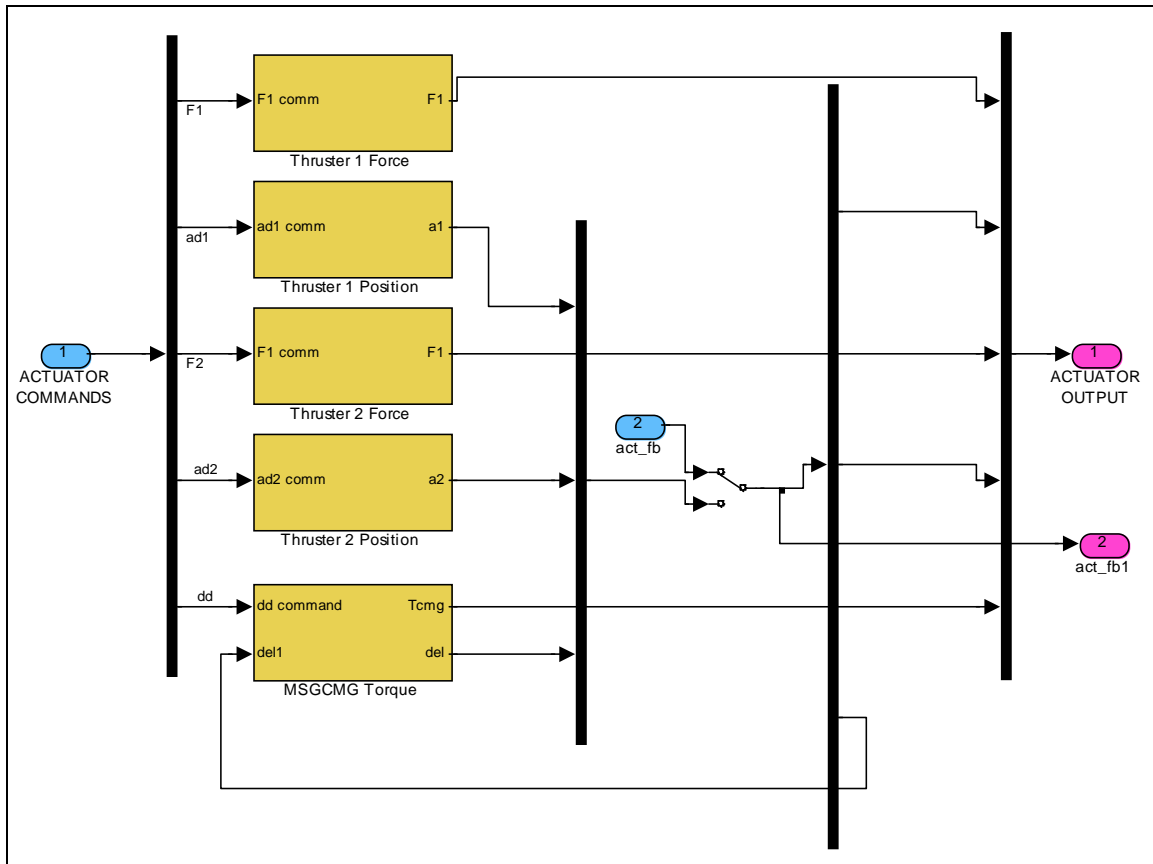 F1
F1 comm
F1
Thruster 1 Force
ad1
ad1 comm
a1
Thruster 1 Position
1
ACTUATOR
COMMANDS
F2
F1 comm
F1
Thruster 2 Force
1
ACTUATOR
OUTPUT
2
act_fb
ad2
ad2 comm
a2
Thruster 2 Position
2
act_fb1
dd
dd command
Tcmg
del1
del
MSGCMG Torque